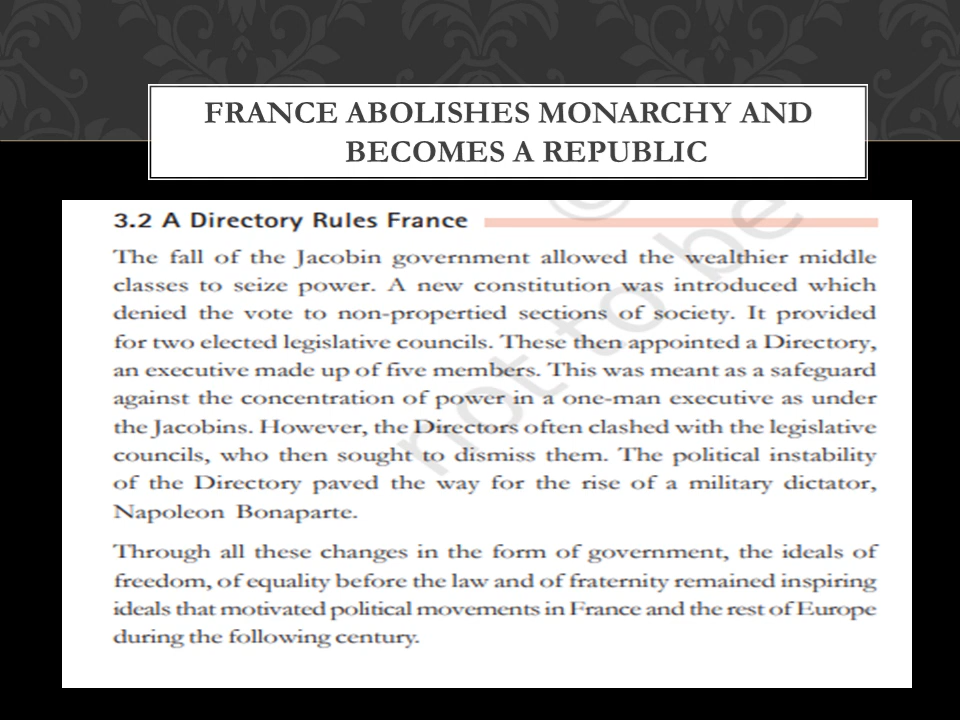 FRANCE ABOLISHES MONARCHY AND
BECOMES A REPUBLIC
3.2 A Directory Rules France
The fall of the Jacobin government allowed the wealthier middle
classes to seize power. A new constitution was introduced which
denied the vote to non-propertied sections of society. It provided
for two elected legislative councils. These then appointed a Directory,
an executive made up of five members. This was meant as a safeguard
against the concentration of power in a one-man executive as under
the Jacobins. However, the Directors often clashed with the legislative
councils, who then sought to dismiss them. The political instability
of the Directory paved the way for the rise of a military dictator,
Napoleon Bonaparte.
Through all these changes in the form of government, the ideals of
freedom, of equality before the law and of fraternity remained inspiring
ideals that motivated political movements in France and the rest of Europe
during the following century.
©
not to be